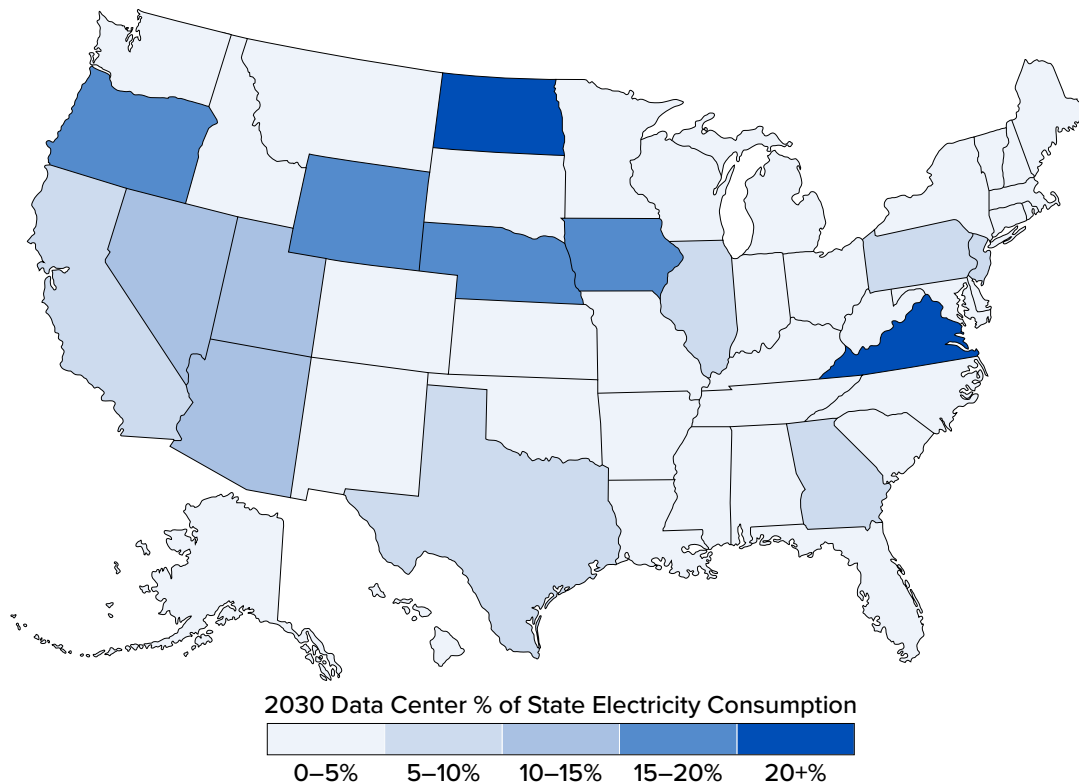 2030 Data Center % of State Electricity Consumption
0–5% 5–10% 10–15% 15–20% 20+%